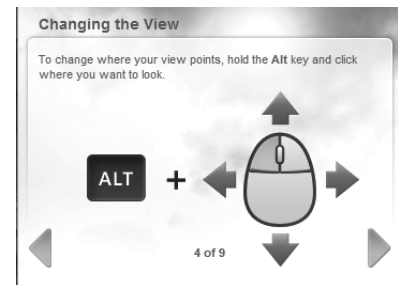 Changing the View
To change where your view points, hold the Alt key and click
where you want to look.
ALT +
4 of 9